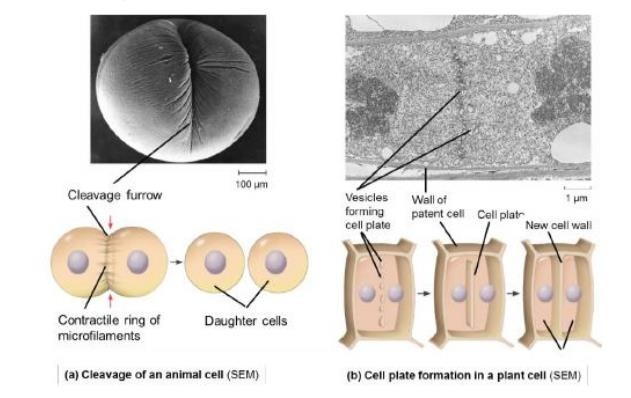 100 µm
Cleavage furrow
Contractile ring of
microfilaments
Daughter cells
(a) Cleavage of an animal cell (SEM)
1 µm
Vesicles
forming
cell plate
Wall of
patent cell
Cell plate
New cell wall
(b) Cell plate formation in a plant cell (SEM)